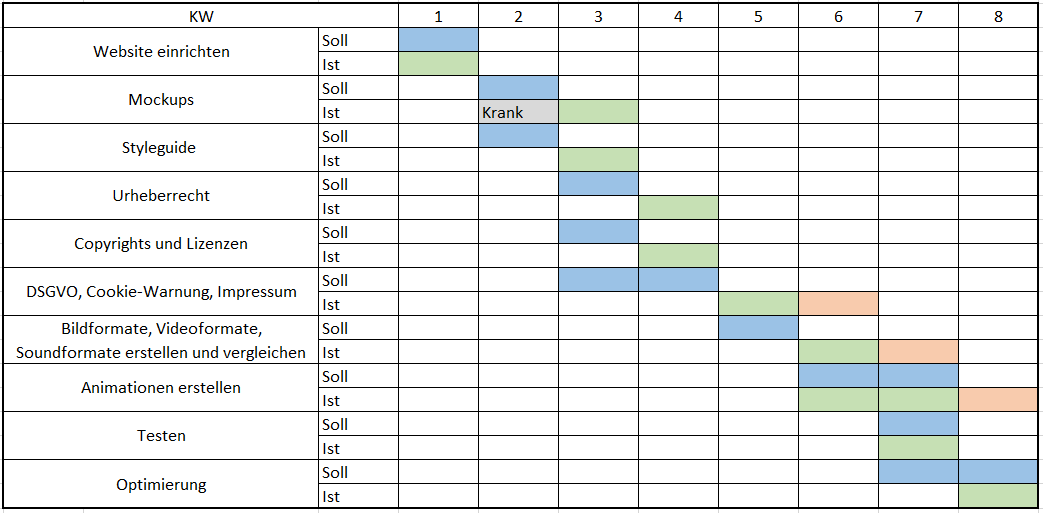 KW 1 2 3 4 5 6 7 8
Website einrichten
Soll
Ist
Mockups
Soll
Ist Krank
Styleguide
Soll
Ist
Urheberrecht
Soll
Ist
Copyrights und Lizenzen
Soll
Ist
DSGVO, Cookie-Warnung, Impressum
Soll
Ist
Bildformate, Videoformate,
Soundformate erstellen und vergleichen
Soll
Ist
Animationen erstellen
Soll
Ist
Testen
Soll
Ist
Optimierung
Soll
Ist